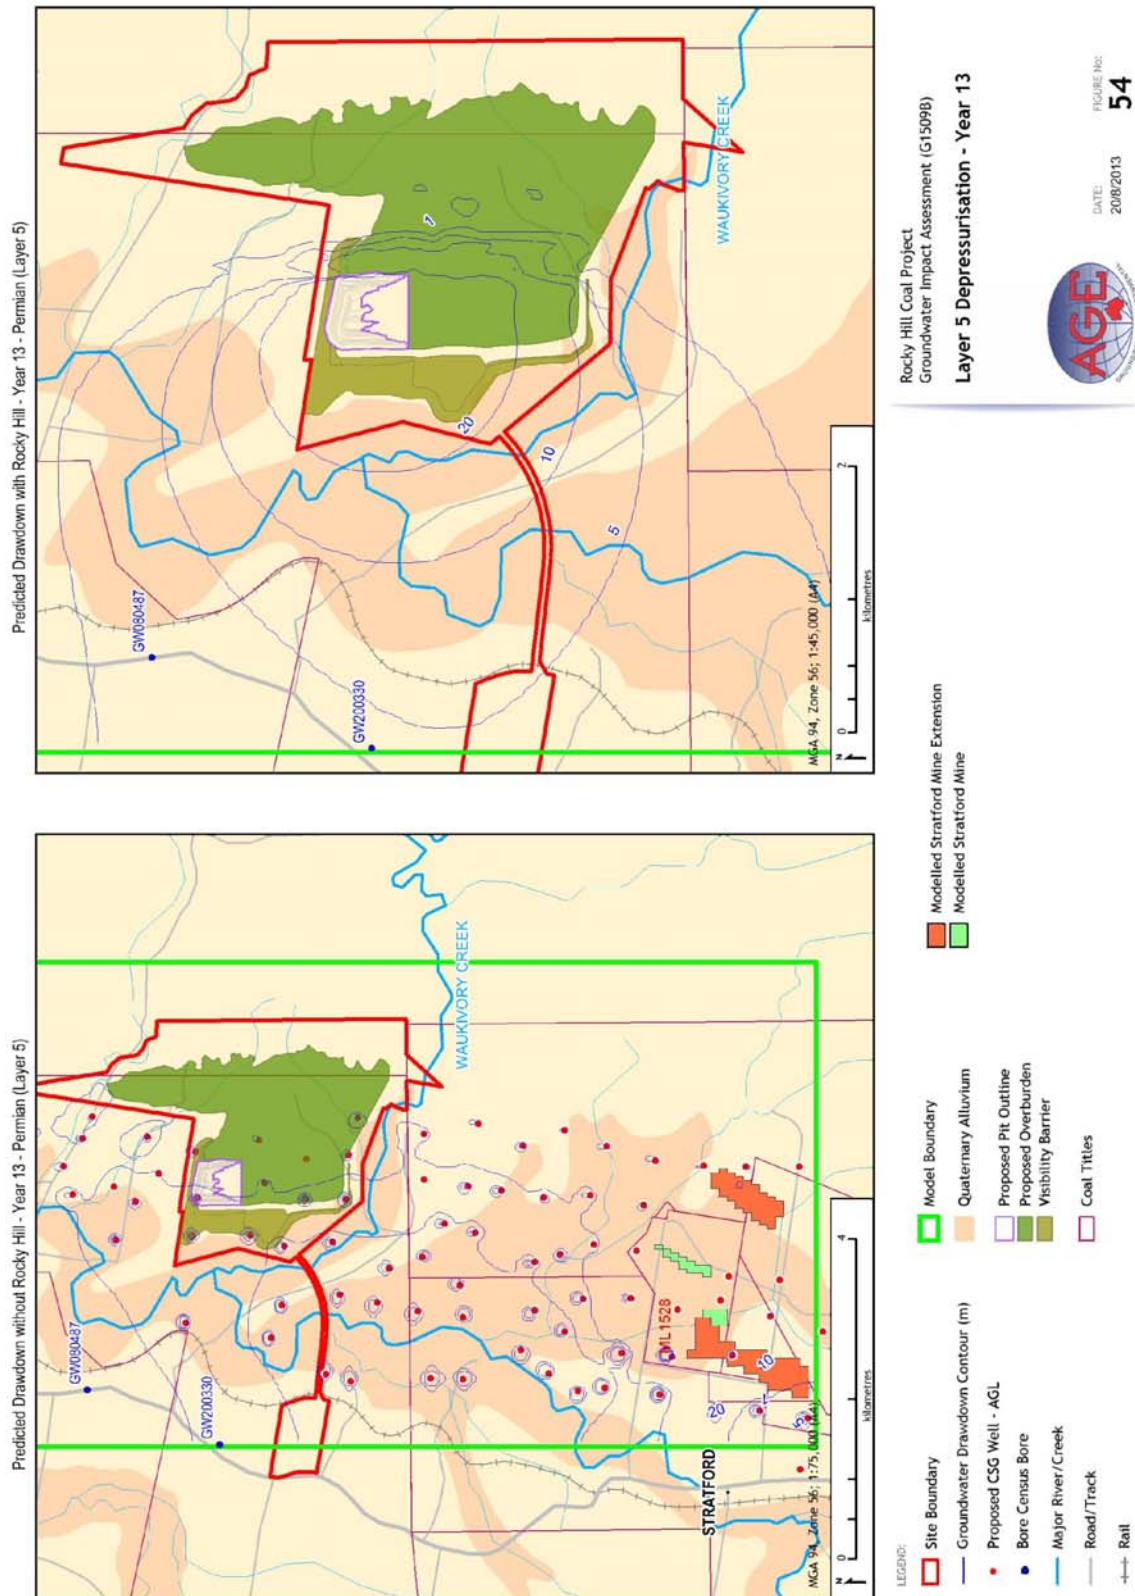 Predicted Drawdown without Rocky Hill - Year 13 - Permian (Layer 5)
GW080487
GW200330
WAUKIVORY CREEK
ML1528
20
10
5
STRATFORD
MGA 94, Zone 56; 1:75,000 (A4)
N
0
4
kilometres
Predicted Drawdown with Rocky Hill - Year 13 - Permian (Layer 5)
GW080487
GW200330
WAUKIVORY CREEK
1
20
10
5
MGA 94, Zone 56; 1:45,000 (A4)
N
0
2
kilometres
LEGEND:
Site Boundary
Groundwater Drawdown Contour (m)
Proposed CSG Well - AGL
Bore Census Bore
Major River/Creek
Road/Track
Rail
Model Boundary
Quaternary Alluvium
Proposed Pit Outline
Proposed Overburden
Visibility Barrier
Coal Titles
Modelled Stratford Mine Extension
Modelled Stratford Mine
Rocky Hill Coal Project
Groundwater Impact Assessment (G1509B)
Layer 5 Depressurisation - Year 13
AGE
DATE:
20/8/2013
FIGURE No:
54